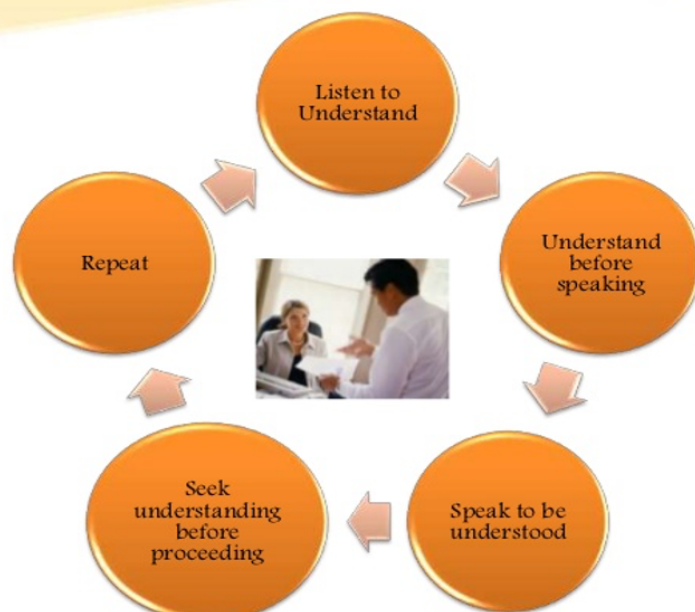 Listen to
Understand
Understand
before
speaking
Speak to be
understood
Seek
understanding
before
proceeding
Repeat